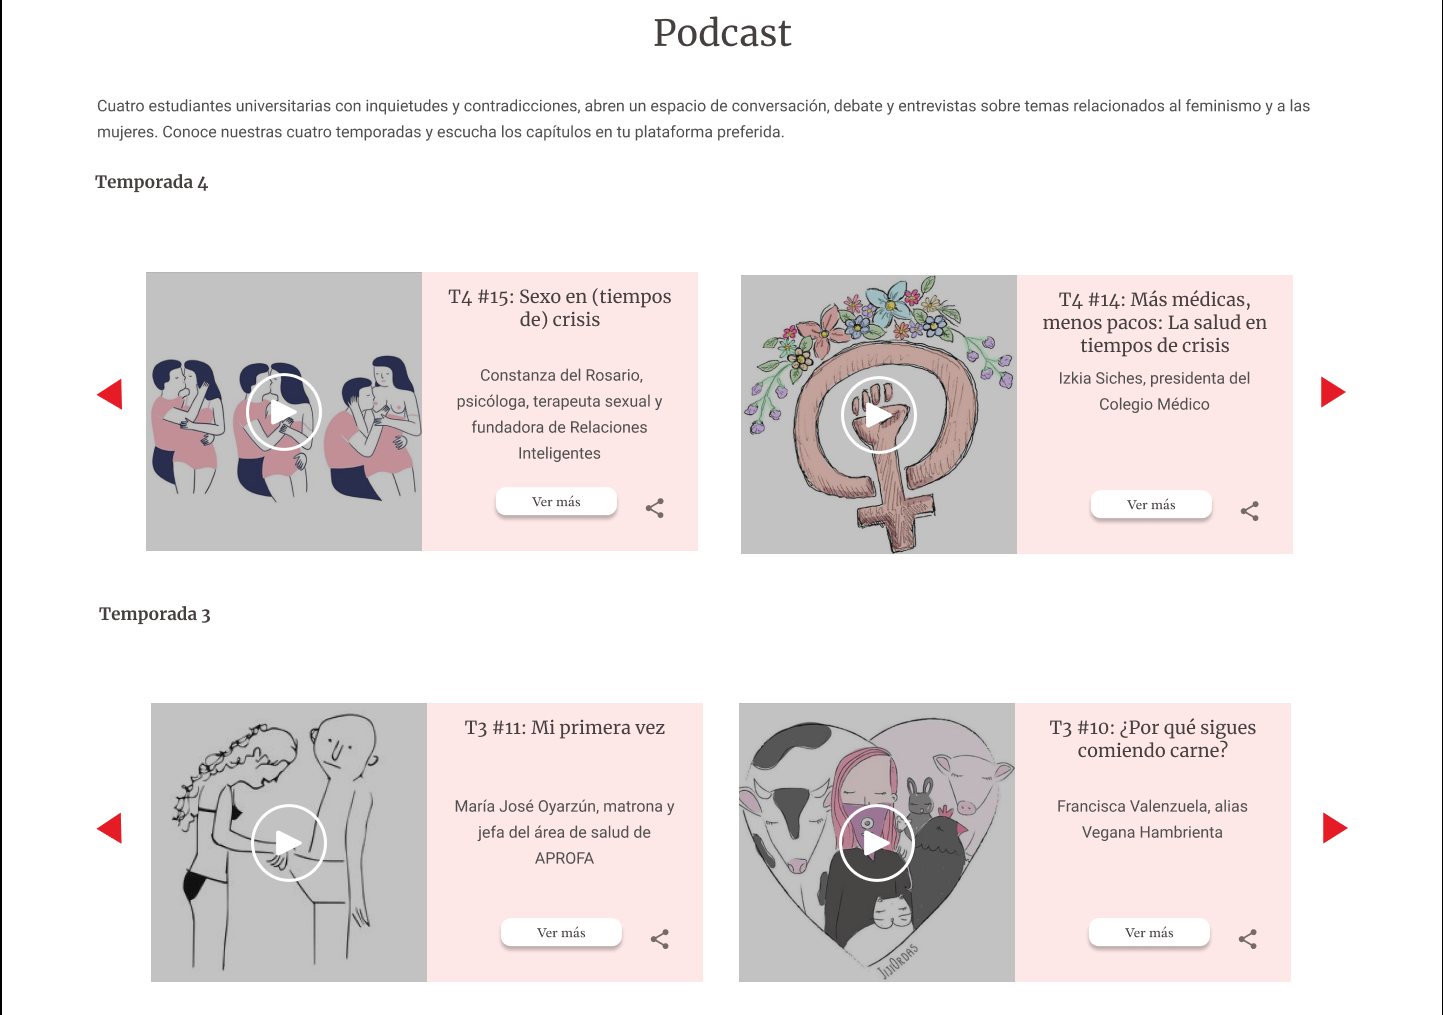 Podcast
Cuatro estudiantes universitarias con inquietudes y contradicciones, abren un espacio de conversación, debate y entrevistas sobre temas relacionados al feminismo y a las
mujeres. Conoce nuestras cuatro temporadas y escucha los capítulos en tu plataforma preferida.
Temporada 4
T4 #15: Sexo en (tiempos
de) crisis
Constanza del Rosario,
psicóloga, terapeuta sexual y
fundadora de Relaciones
Inteligentes
Ver más
T4 #14: Más médicas,
menos pacos: La salud en
tiempos de crisis
Izkia Siches, presidenta del
Colegio Médico
Ver más
Temporada 3
T3 #11: Mi primera vez
María José Oyarzún, matrona y
jefa del área de salud de
APROFA
Ver más
JIJIORDAS
T3 #10: ¿Por qué sigues
comiendo carne?
Francisca Valenzuela, alias
Vegana Hambrienta
Ver más